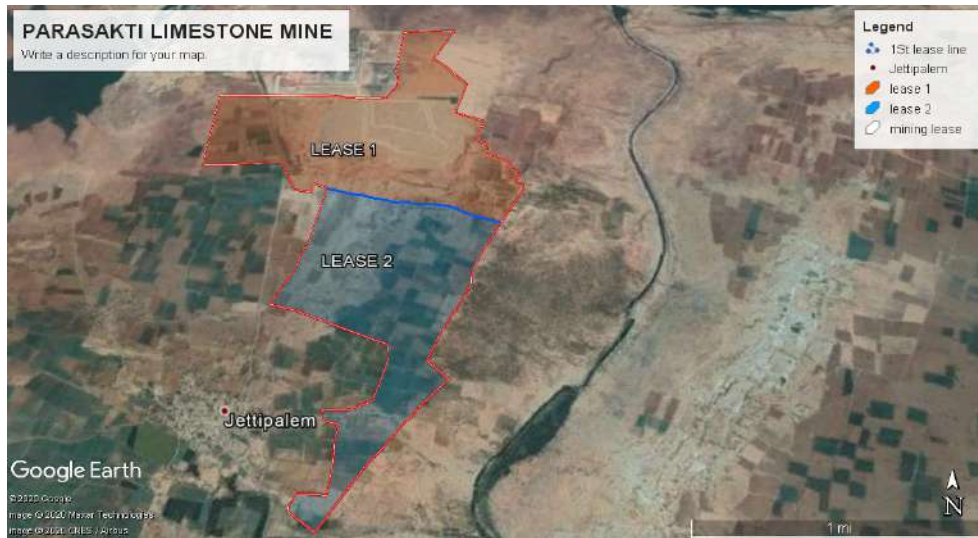 PARASAKTI LIMESTONE MINE
Write a description for your map.
Legend
1St lease line
Jettipalem
lease 1
lease 2
mining lease
LEASE 1
LEASE 2
Jettipalem
Google Earth
©2020 Google
Image © 2020 Maxar Technologies
Image © 2020 CNES / Airbus
N
1 mi